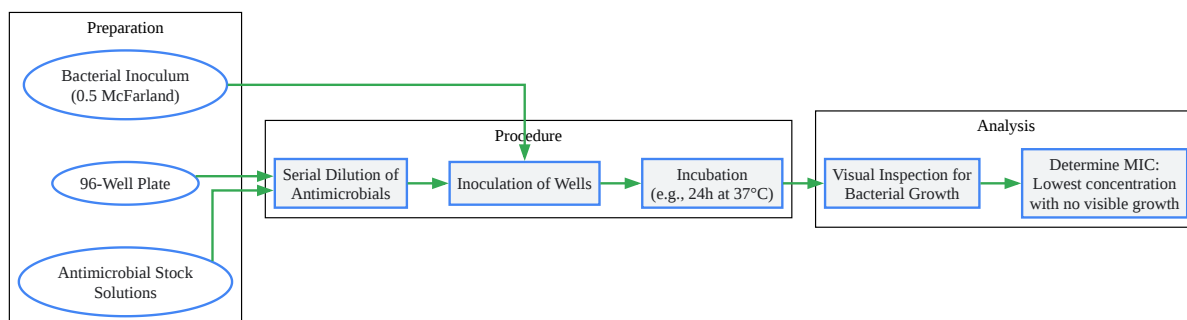 Preparation
Bacterial Inoculum
(0.5 McFarland)
96-Well Plate
Antimicrobial Stock
Solutions
Procedure
Serial Dilution of
Antimicrobials
Inoculation of Wells
Incubation
(e.g., 24h at 37°C)
Analysis
Visual Inspection for
Bacterial Growth
Determine MIC:
Lowest concentration
with no visible growth